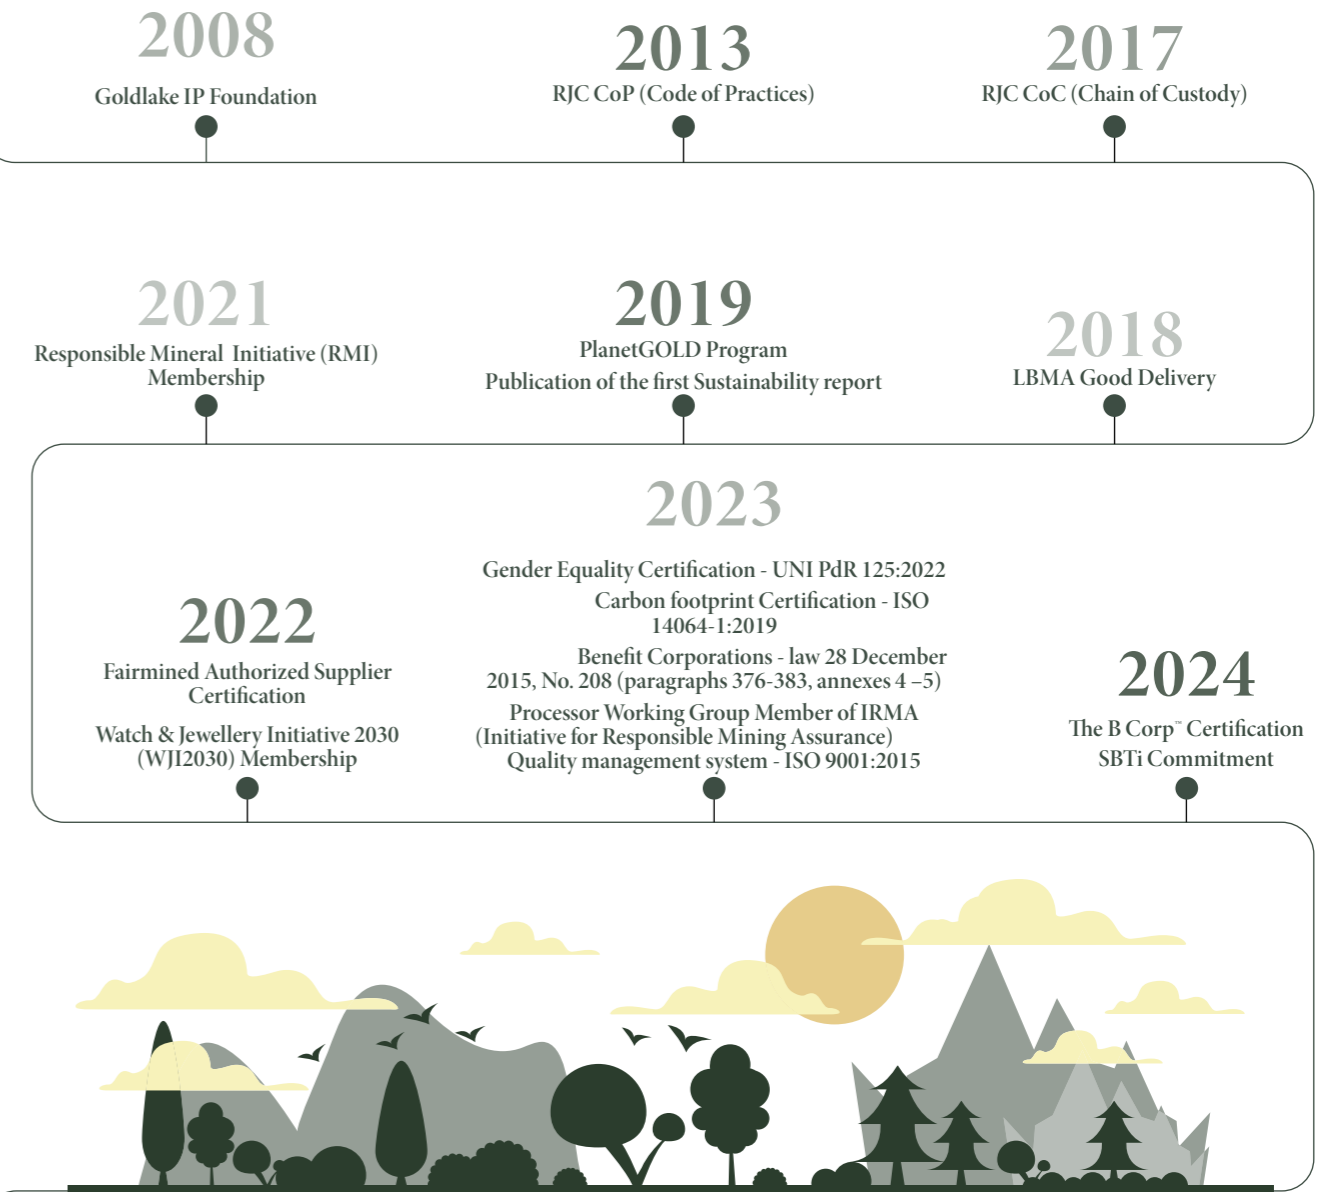 2008
Goldlake IP Foundation
2013
RJC CoP (Code of Practices)
2017
RJC CoC (Chain of Custody)
2018
LBMA Good Delivery
2019
PlanetGOLD Program
Publication of the first Sustainability report
2021
Responsible Mineral Initiative (RMI)
Membership
2022
Fairmined Authorized Supplier
Certification
Watch & Jewellery Initiative 2030
(WJI2030) Membership
2023
Gender Equality Certification - UNI PdR 125:2022
Carbon footprint Certification - ISO
14064-1:2019
Benefit Corporations - law 28 December
2015, No. 208 (paragraphs 376-383, annexes 4 –5)
Processor Working Group Member of IRMA
(Initiative for Responsible Mining Assurance)
Quality management system - ISO 9001:2015
2024
The B Corp™ Certification
SBTi Commitment